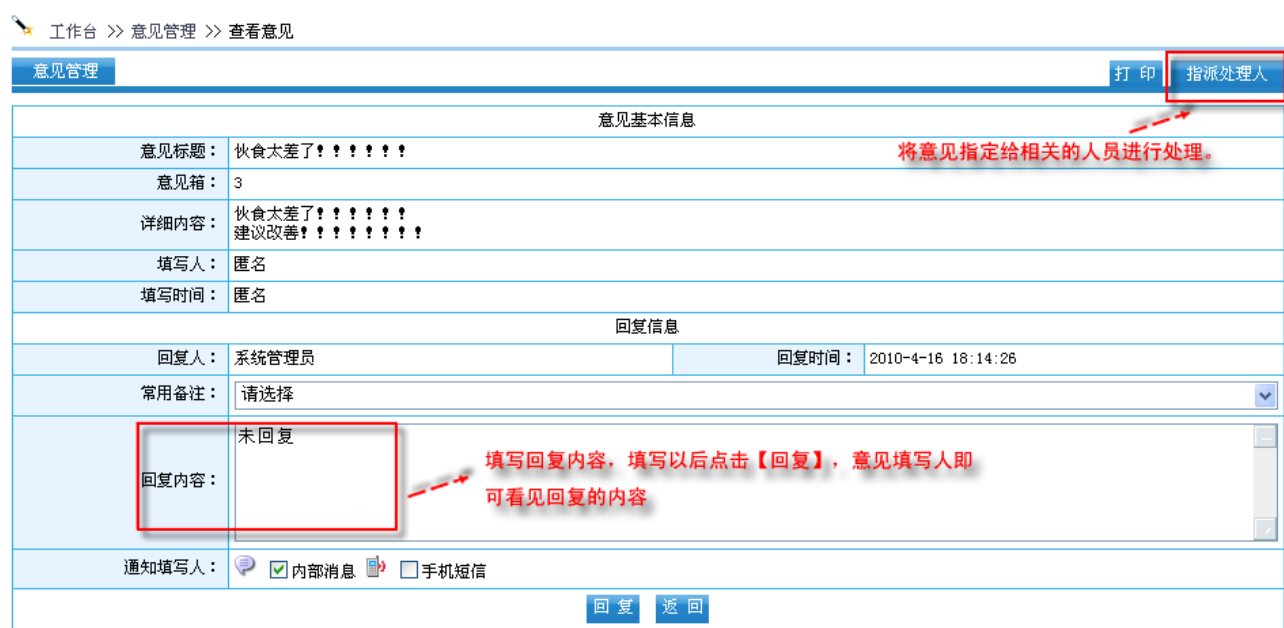 工作台 >> 意见管理 >> 查看意见
意见管理 打 印 指派处理人
意见基本信息
意见标题： 伙食太差了！！！！！！
将意见指定给相关的人员进行处理。
意见箱： 3
详细内容： 伙食太差了！！！！！！
建议改善！！！！！！！！
填写人： 匿名
填写时间： 匿名
回复信息
回复人： 系统管理员 回复时间： 2010-4-16 18:14:26
常用备注： 请选择
回复内容： 未回复
填写回复内容，填写以后点击【回复】，意见填写人即
可看见回复的内容
通知填写人： 内部消息 手机短信
回 复 返 回